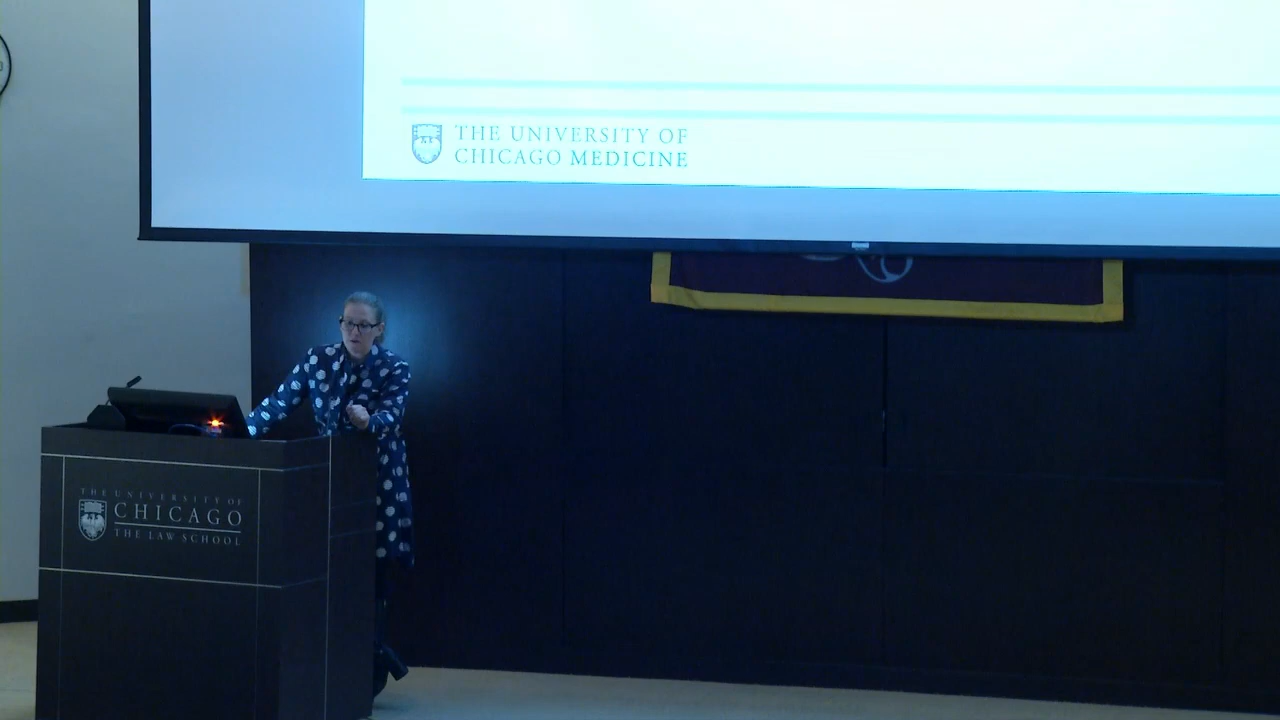 THE UNIVERSITY OF
CHICAGO MEDICINE
THE UNIVERSITY OF
CHICAGO
THE LAW SCHOOL